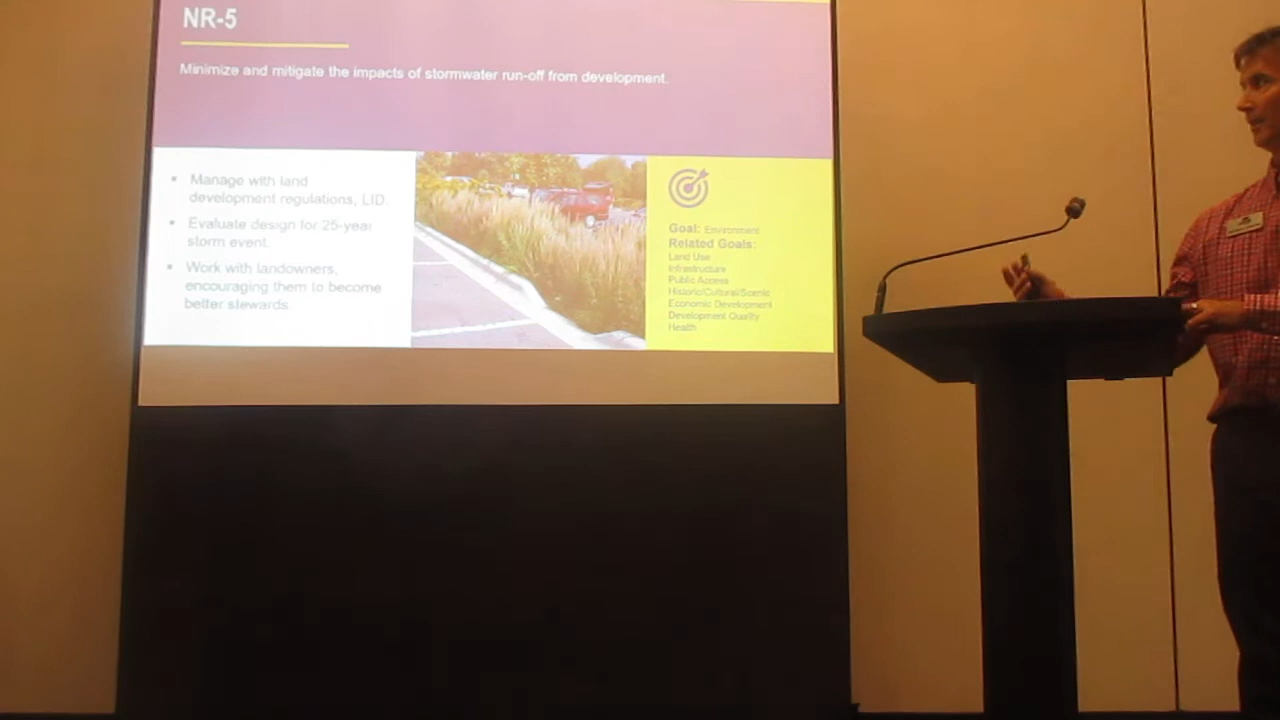 NR-5
Minimize and mitigate the impacts of stormwater run-off from development.
▪ Manage with land
development regulations, LID.
▪ Evaluate design for 25-year
storm event.
▪ Work with landowners,
encouraging them to become
better stewards.
Goal: Environment
Related Goals:
Land Use
Infrastructure
Public Access
Historic/Cultural/Scenic
Economic Development
Development Quality
Health